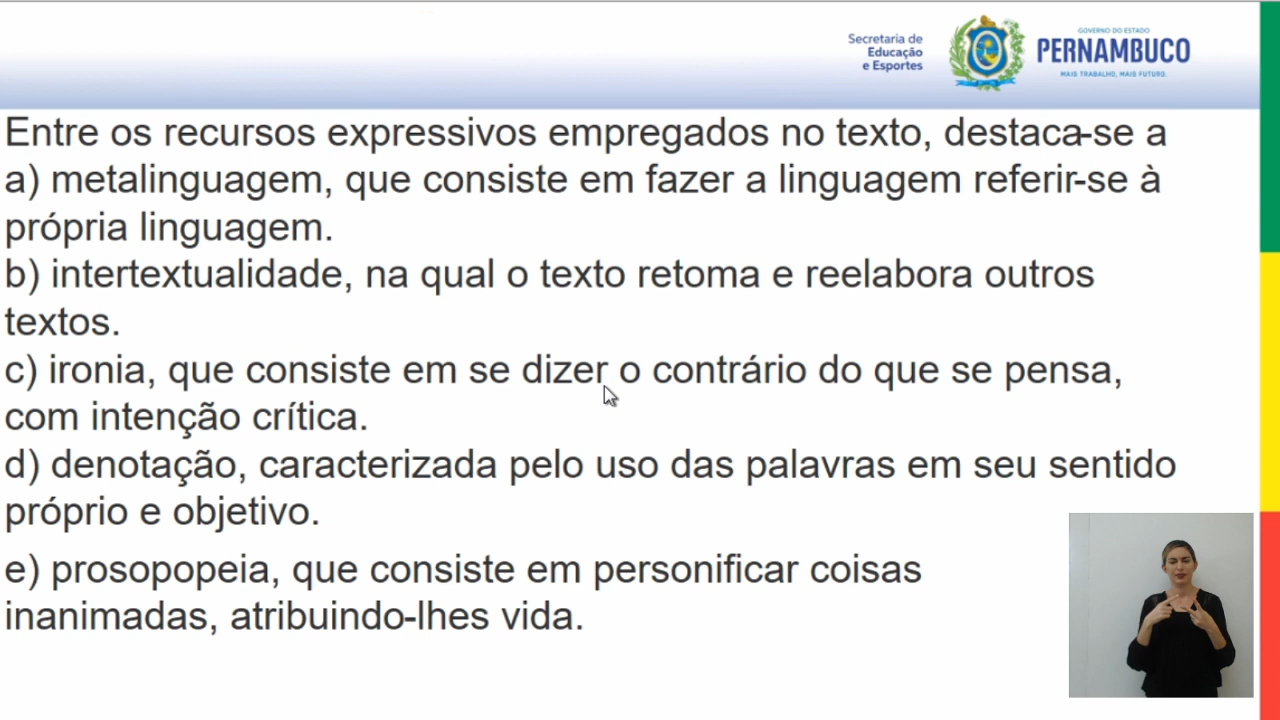 Secretaria de
Educação
e Esportes
GOVERNO DO ESTADO
PERNAMBUCO
MAIS TRABALHO, MAIS FUTURO.
Entre os recursos expressivos empregados no texto, destaca-se a
a) metalinguagem, que consiste em fazer a linguagem referir-se à
própria linguagem.
b) intertextualidade, na qual o texto retoma e reelabora outros
textos.
c) ironia, que consiste em se dizer o contrário do que se pensa,
com intenção crítica.
d) denotação, caracterizada pelo uso das palavras em seu sentido
próprio e objetivo.
e) prosopopeia, que consiste em personificar coisas
inanimadas, atribuindo-lhes vida.